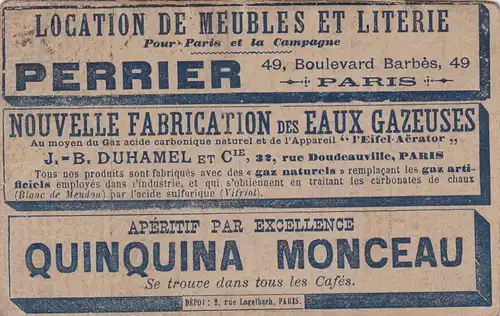 LOCATION DE MEUBLES ET LITERIE
Pour Paris et la Campagne
PERRIER 49, Boulevard Barbès, 49
PARIS
NOUVELLE FABRICATION DES EAUX GAZEUSES
Au moyen du Gaz acide carbonique naturel et de l'Appareil "l'Eifel-Aërator„
J.-B. DUHAMEL ET CIE, 32, rue Doudeauville, PARIS
Tous nos produits sont fabriqués avec des « gaz naturels » remplaçant les gaz arti-
ficiels employés dans l'industrie, et qui s'obtiennent en traitant les carbonates de chaux
(Blanc de Meudon) par l'acide sulforique (Vitriol).
APÉRITIF PAR EXCELLENCE
QUINQUINA MONCEAU
Se trouve dans tous les Cafés.
DÉPOT : 2, rue Logelbach, PARIS.